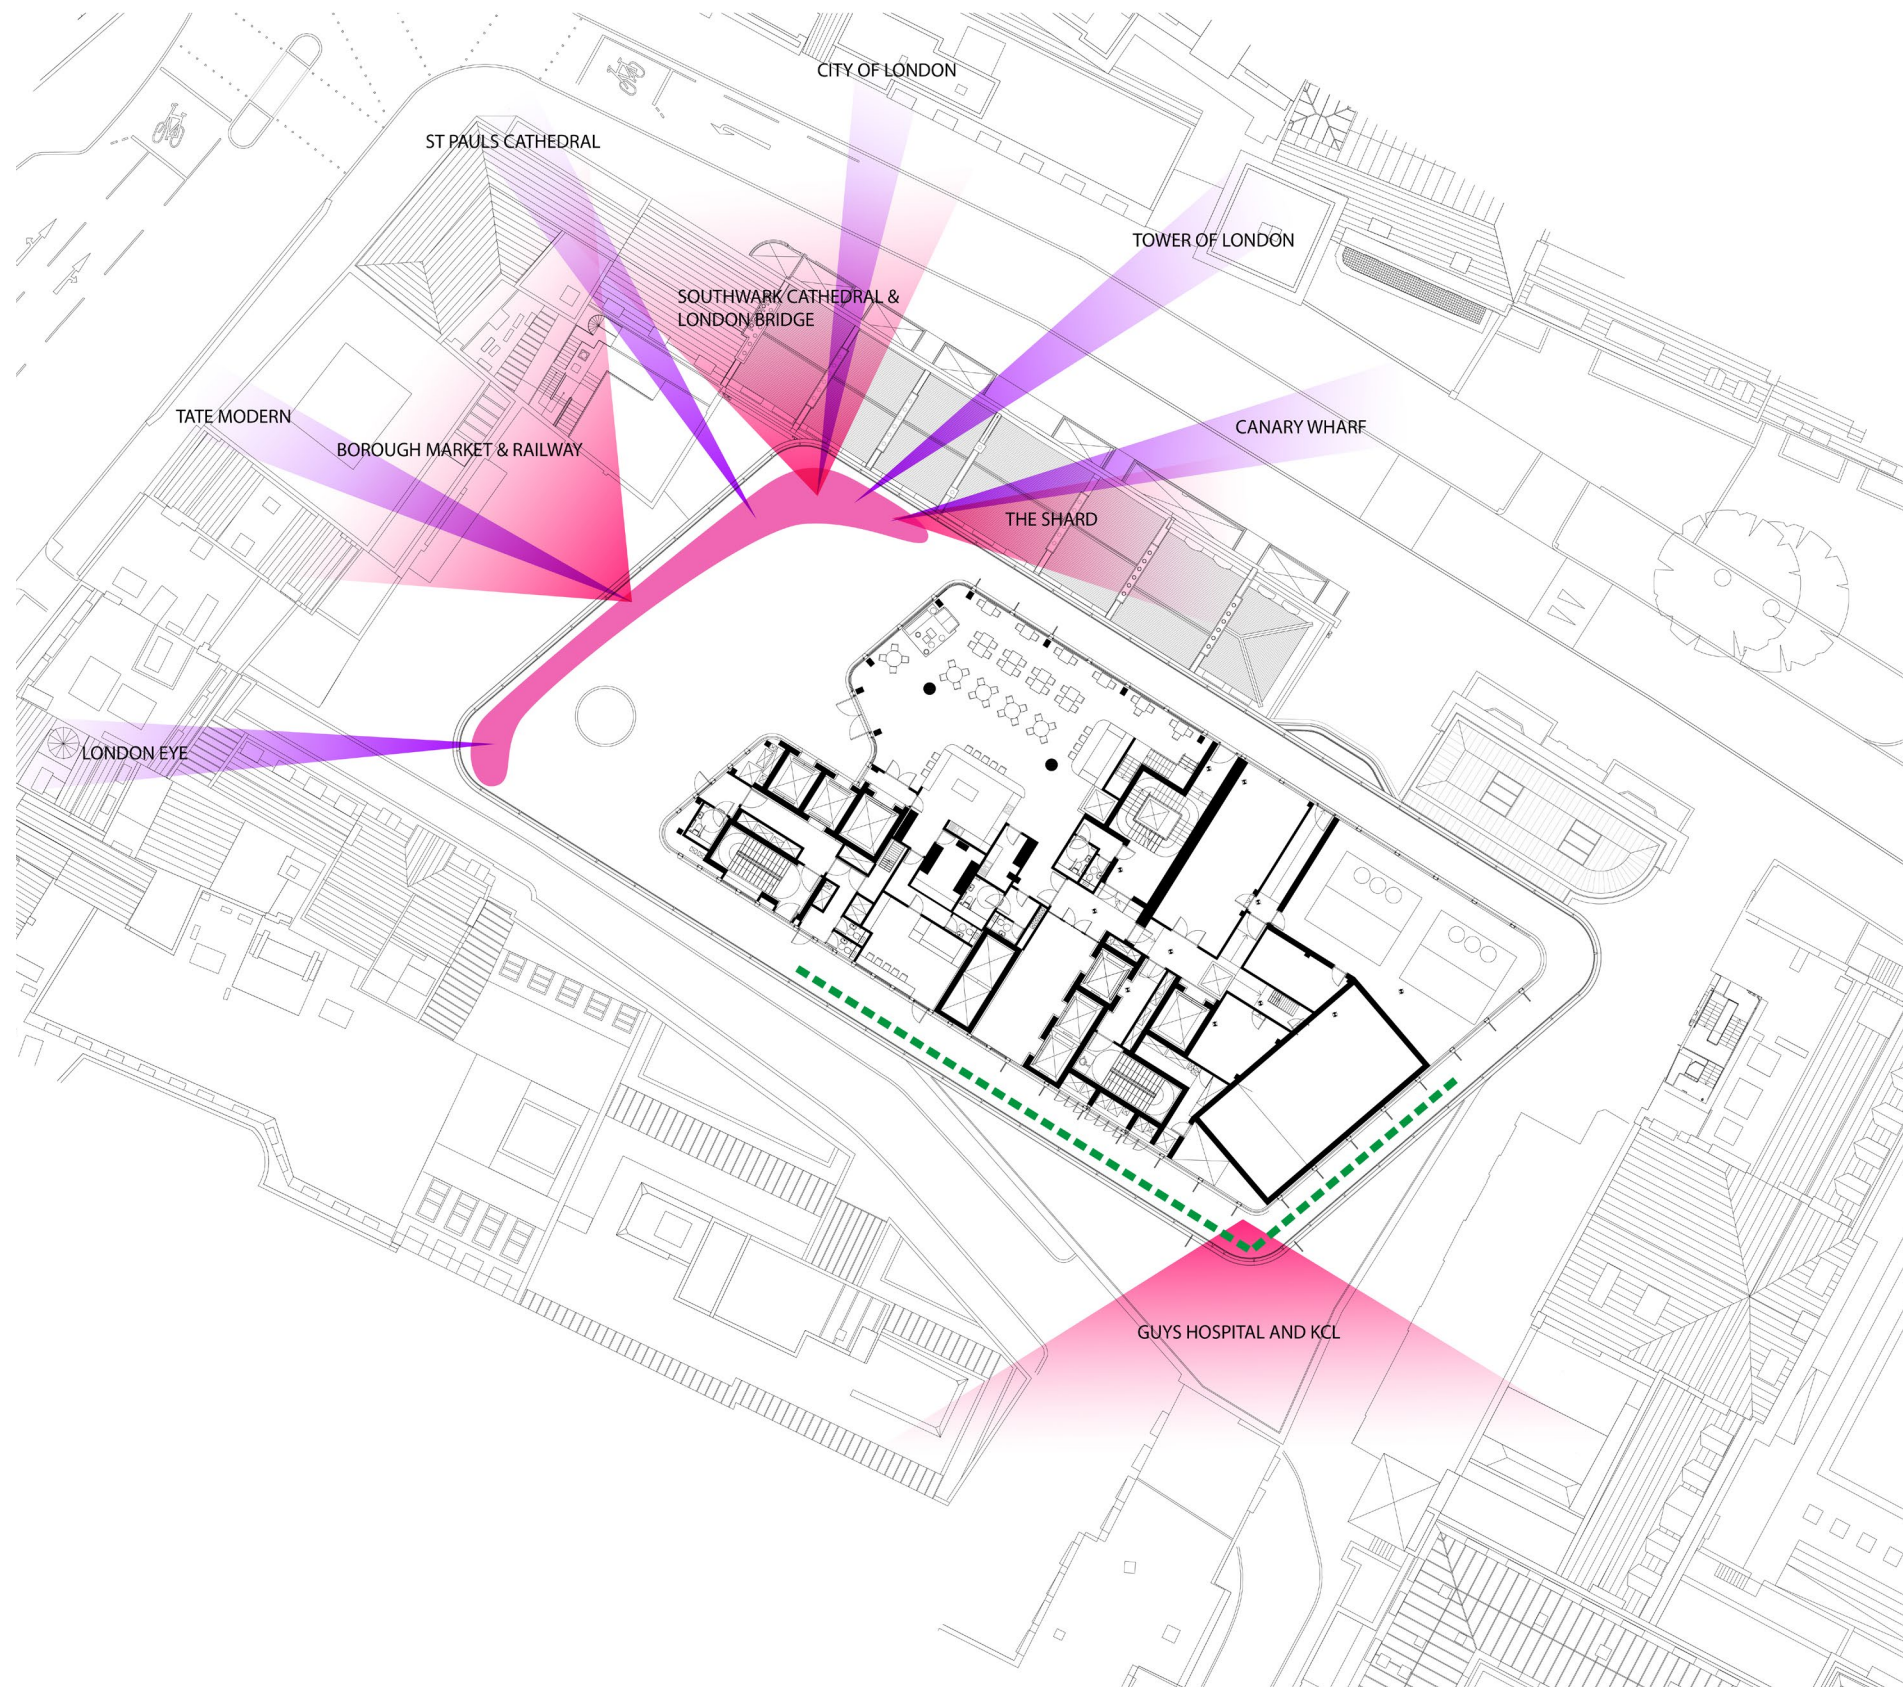 CITY OF LONDON
ST PAULS CATHEDRAL
TOWER OF LONDON
SOUTHWARK CATHEDRAL &
LONDON BRIDGE
TATE MODERN
CANARY WHARF
BOROUGH MARKET & RAILWAY
THE SHARD
LONDON EYE
GUYS HOSPITAL AND KCL